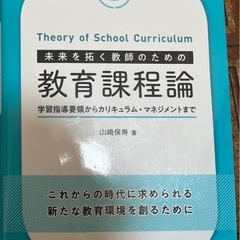 Theory of School Curriculum
未来を拓く教師のための
教育課程論
学習指導要領からカリキュラム・マネジメントまで
山﨑保寿 著
これからの時代に求められる
新たな教育環境を創るために